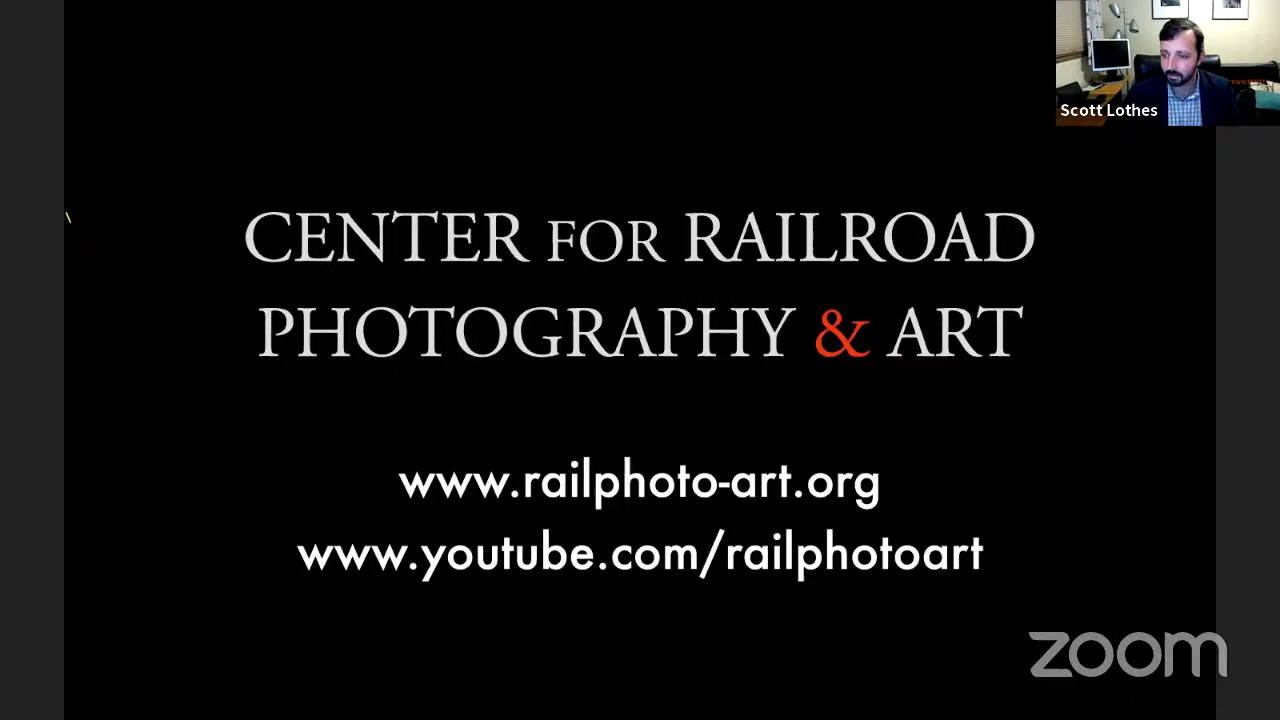 Scott Lothes
CENTER FOR RAILROAD
PHOTOGRAPHY & ART
www.railphoto-art.org
www.youtube.com/railphotoart
zoom